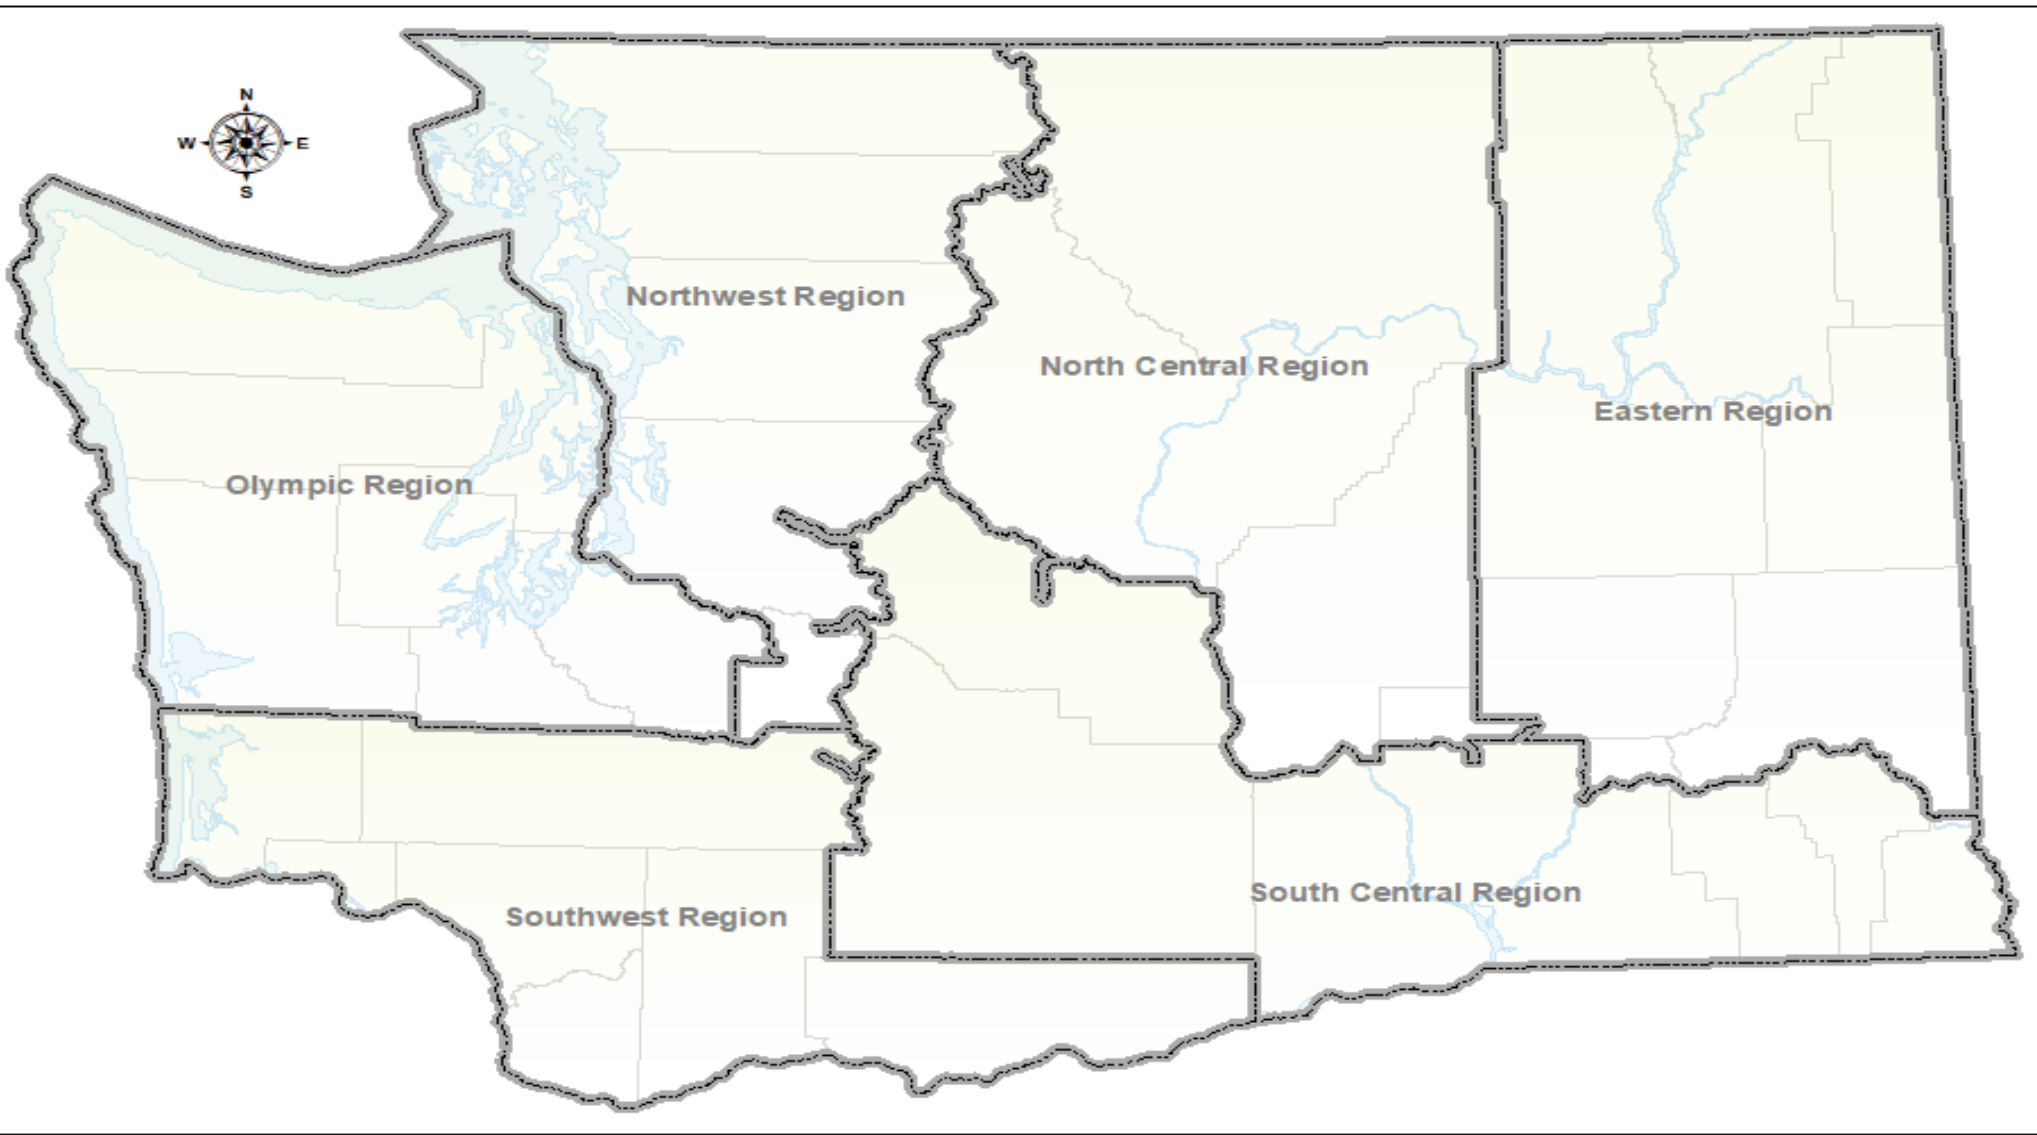 N
W E
S
Northwest Region
North Central Region
Eastern Region
Olympic Region
South Central Region
Southwest Region